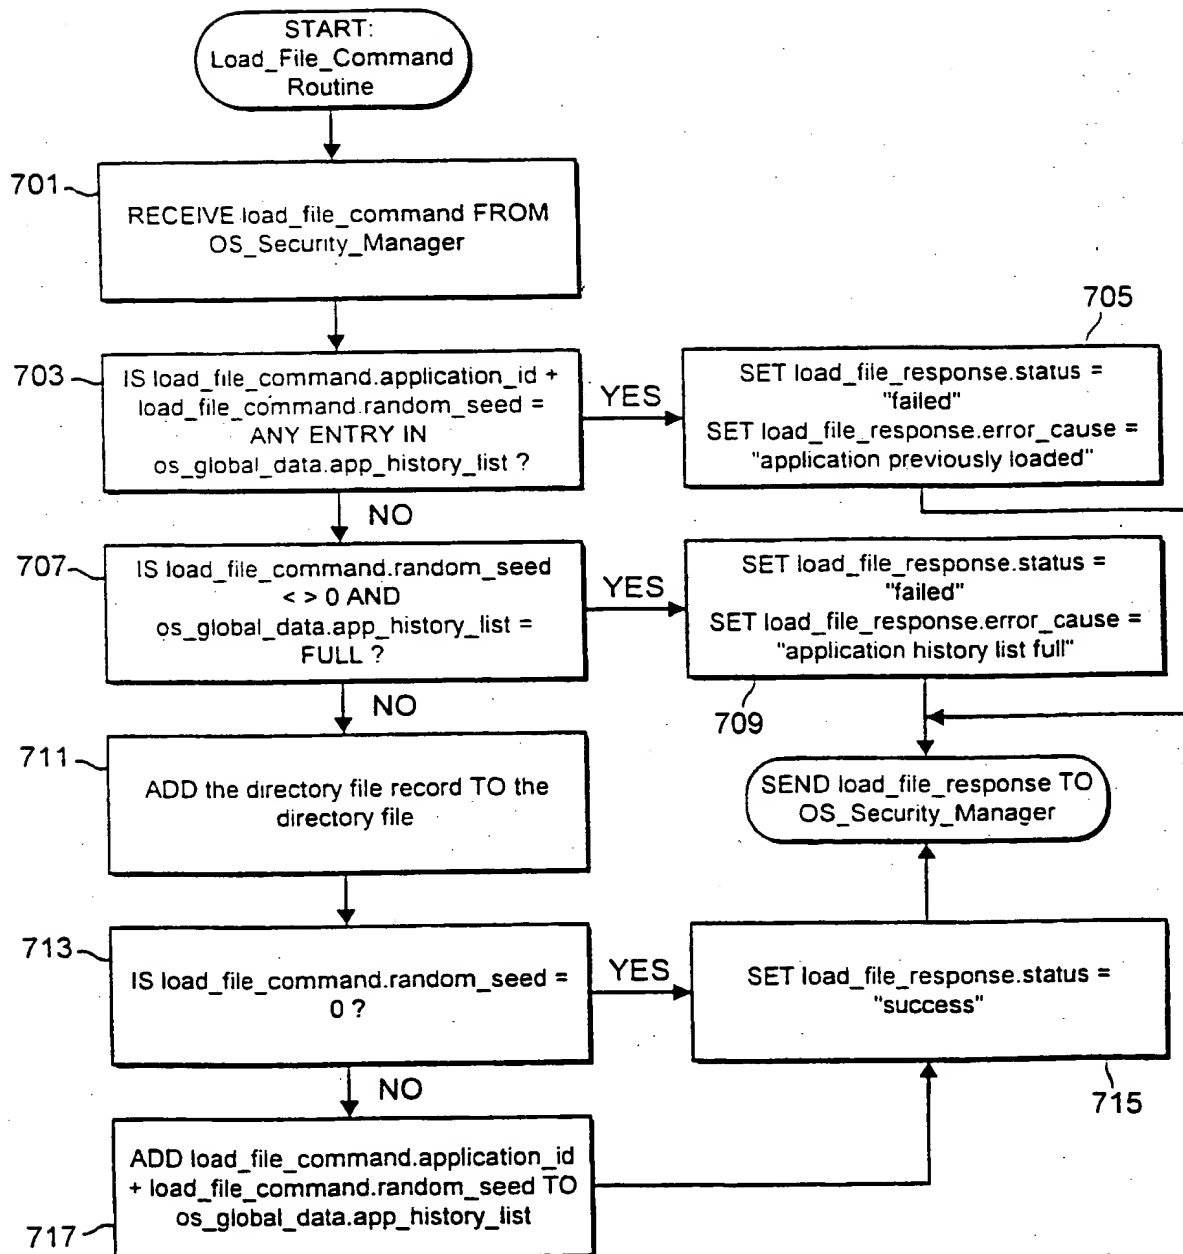 START:
Load_File_Command
Routine
701
RECEIVE load_file_command FROM
OS_Security_Manager
703
IS load_file_command.application_id +
load_file_command.random_seed =
ANY ENTRY IN
os_global_data.app_history_list ?
YES
705
SET load_file_response.status =
"failed"
SET load_file_response.error_cause =
"application previously loaded"
NO
707
IS load_file_command.random_seed
< > 0 AND
os_global_data.app_history_list =
FULL ?
YES
SET load_file_response.status =
"failed"
SET load_file_response.error_cause =
"application history list full"
709
NO
711
ADD the directory file record TO the
directory file
SEND load_file_response TO
OS_Security_Manager
713
IS load_file_command.random_seed =
0 ?
YES
SET load_file_response.status =
"success"
715
NO
717
ADD load_file_command.application_id
+ load_file_command.random_seed TO
os_global_data.app_history_list